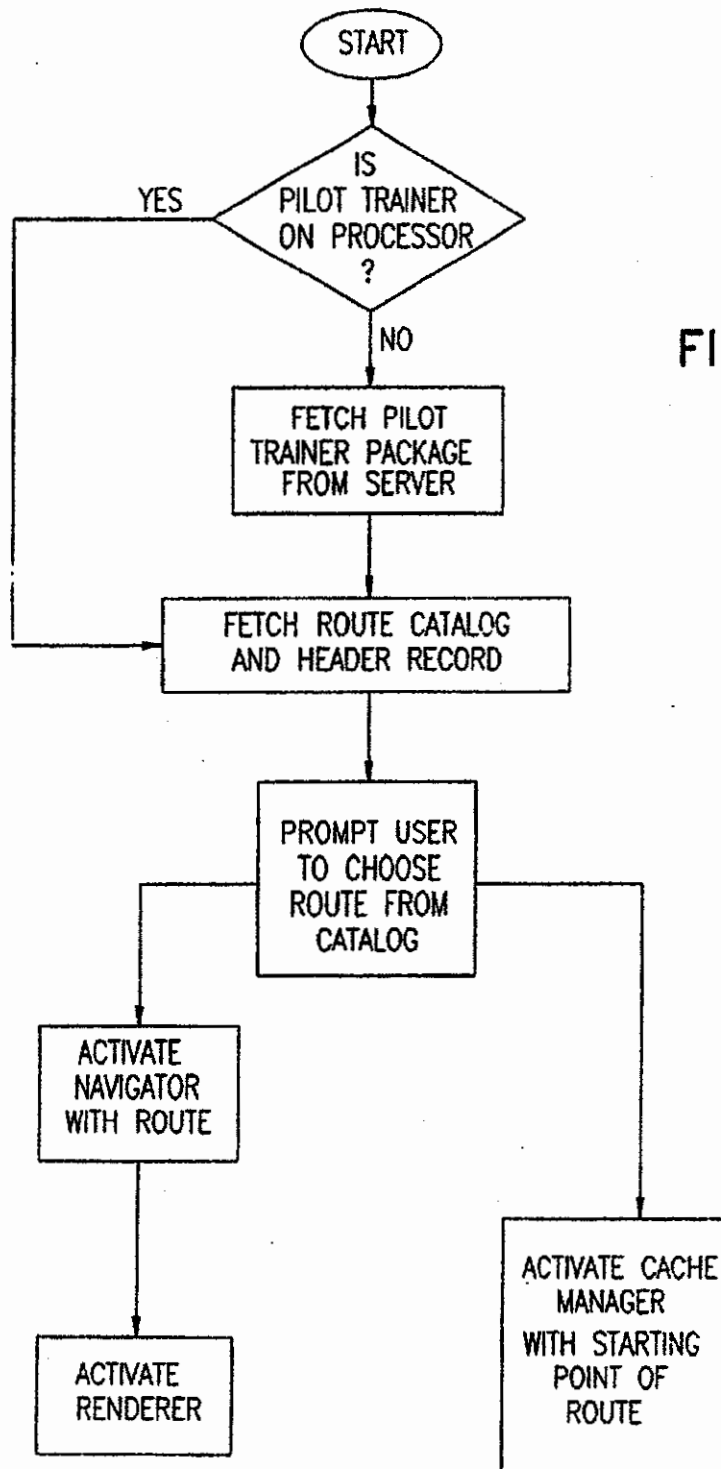 START
IS
PILOT TRAINER
ON PROCESSOR
?
YES
NO
FI
FETCH PILOT
TRAINER PACKAGE
FROM SERVER
FETCH ROUTE CATALOG
AND HEADER RECORD
PROMPT USER
TO CHOOSE
ROUTE FROM
CATALOG
ACTIVATE
NAVIGATOR
WITH ROUTE
ACTIVATE
RENDERER
ACTIVATE CACHE
MANAGER
WITH STARTING
POINT OF
ROUTE